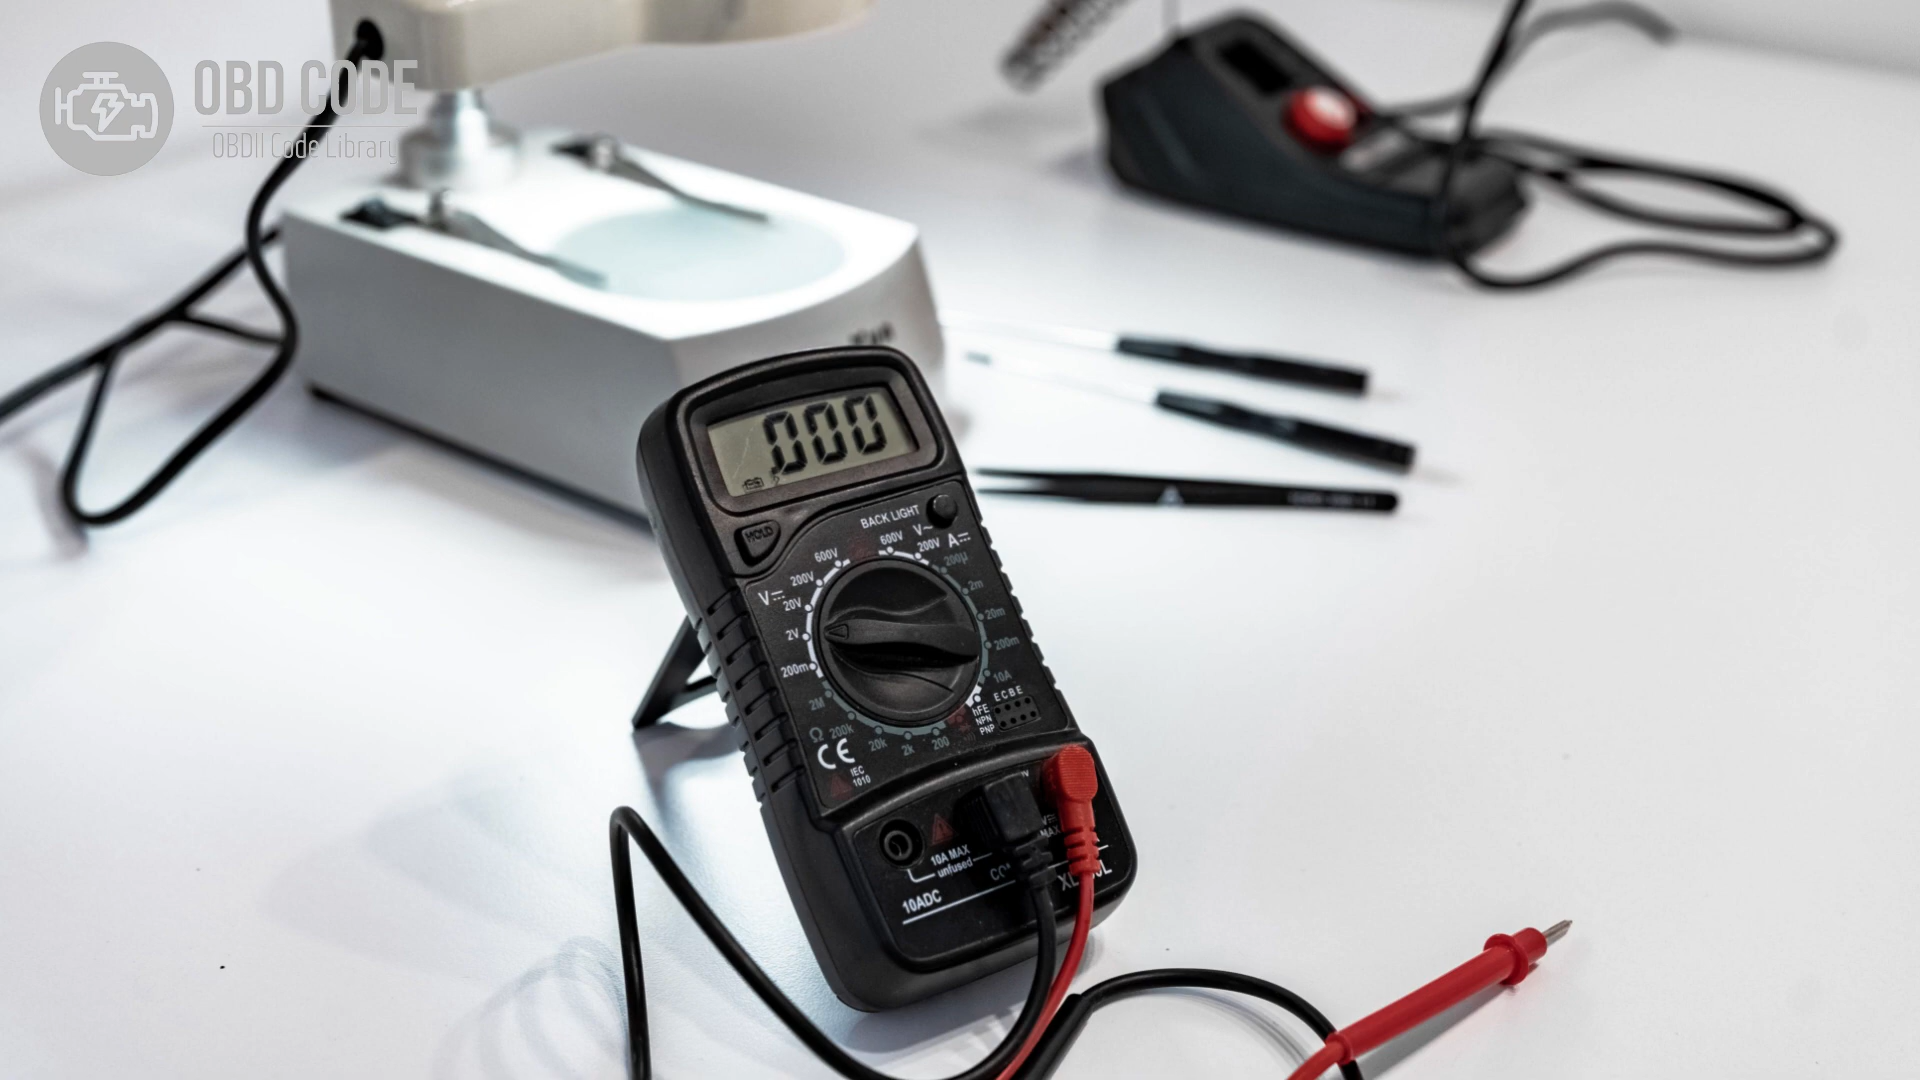 OBD CODE
OBDII Code Library
.000
HOLD
BACK LIGHT
600V
200V
20V
2V
200m
V
600V
V~
200V
A
200µ
2m
20m
200m
10A
2M
Ω
200k
20k
2k
200
hFE
NPN
PNP
E C B E
CE
IEC
1010
10A MAX
unfused
10ADC
MAX